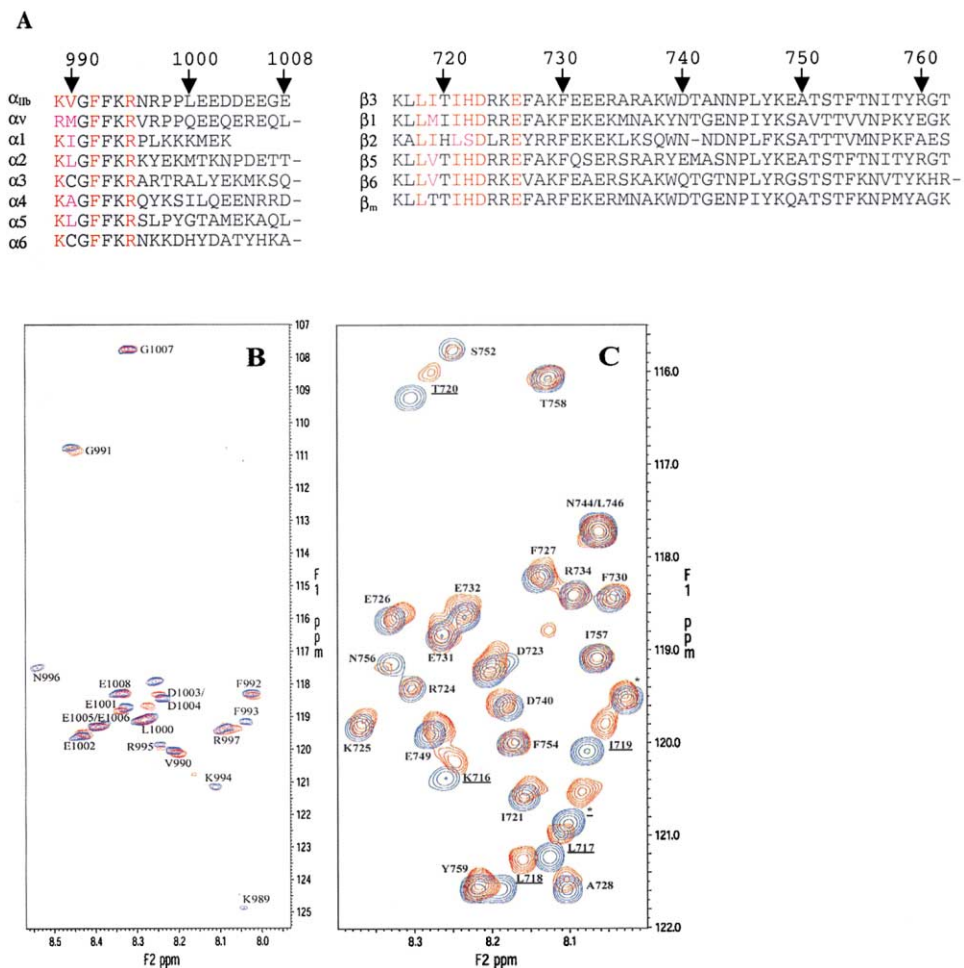 A
990 1000 1008
αIIb KVGFFKRNRPPLEEDDEEGE
αv RMGFFKRVRPPQEEQEREQL-
α1 KIGFFKRPLKKKMEK
α2 KLGFFKRKYEKMTKNPDETT-
α3 KCGFFKRARTRALYEKMKSQ-
α4 KAGFFKRQYKSILQEENRRD-
α5 KLGFFKRSLPYGTAMEKAQL-
α6 KCGFFKRNKKDHYDATYHKA-
720 730 740 750 760
β3 KLLITIHDRKEFAKFEEERARAKWDTANNPLYKEATSTFTNITYRGT
β1 KLLMIIHDRREFAKFEKEKMNAKYNTGENPIYKSAVTTVVNPKYEGK
β2 KALIHLSDLREYRRFEKEKLKSQWN-NDNPLFKSATTTVMNPKFAES
β5 KLLVTIHDRREFAKFQSERSRARYEMASNPLYRKPISTHTVDFTFNKFNKSYNGT
β6 KLLVTIHDRKEVAKFEAERSKAKWQTGTNPLYRGSTSTFKNVTYKHR-
βm KLLTTIHDRREFARFEKERMNAKWDTGENPIYKQATSTFKNPMYAGK
B
107
108
109
110
111
112
113
114
115
116
117
118
119
120
121
122
123
124
125
F1 ppm
G1007
G991
N996
E1008
E1001
E1005/E1006
E1002
D1003/
D1004
L1000
R995
V990
F992
F993
R997
K994
K989
8.5 8.4 8.3 8.2 8.1 8.0
F2 ppm
C
116.0
117.0
118.0
119.0
120.0
121.0
122.0
F1 ppm
S752
T720
T758
N744/L746
F727
R734
F730
E732
E726
E731
D723
I757
N756
R724
D740
*
K725
E749
F754
I719
K716
I721
*
L717
Y759
L718
A728
8.3 8.2 8.1
F2 ppm